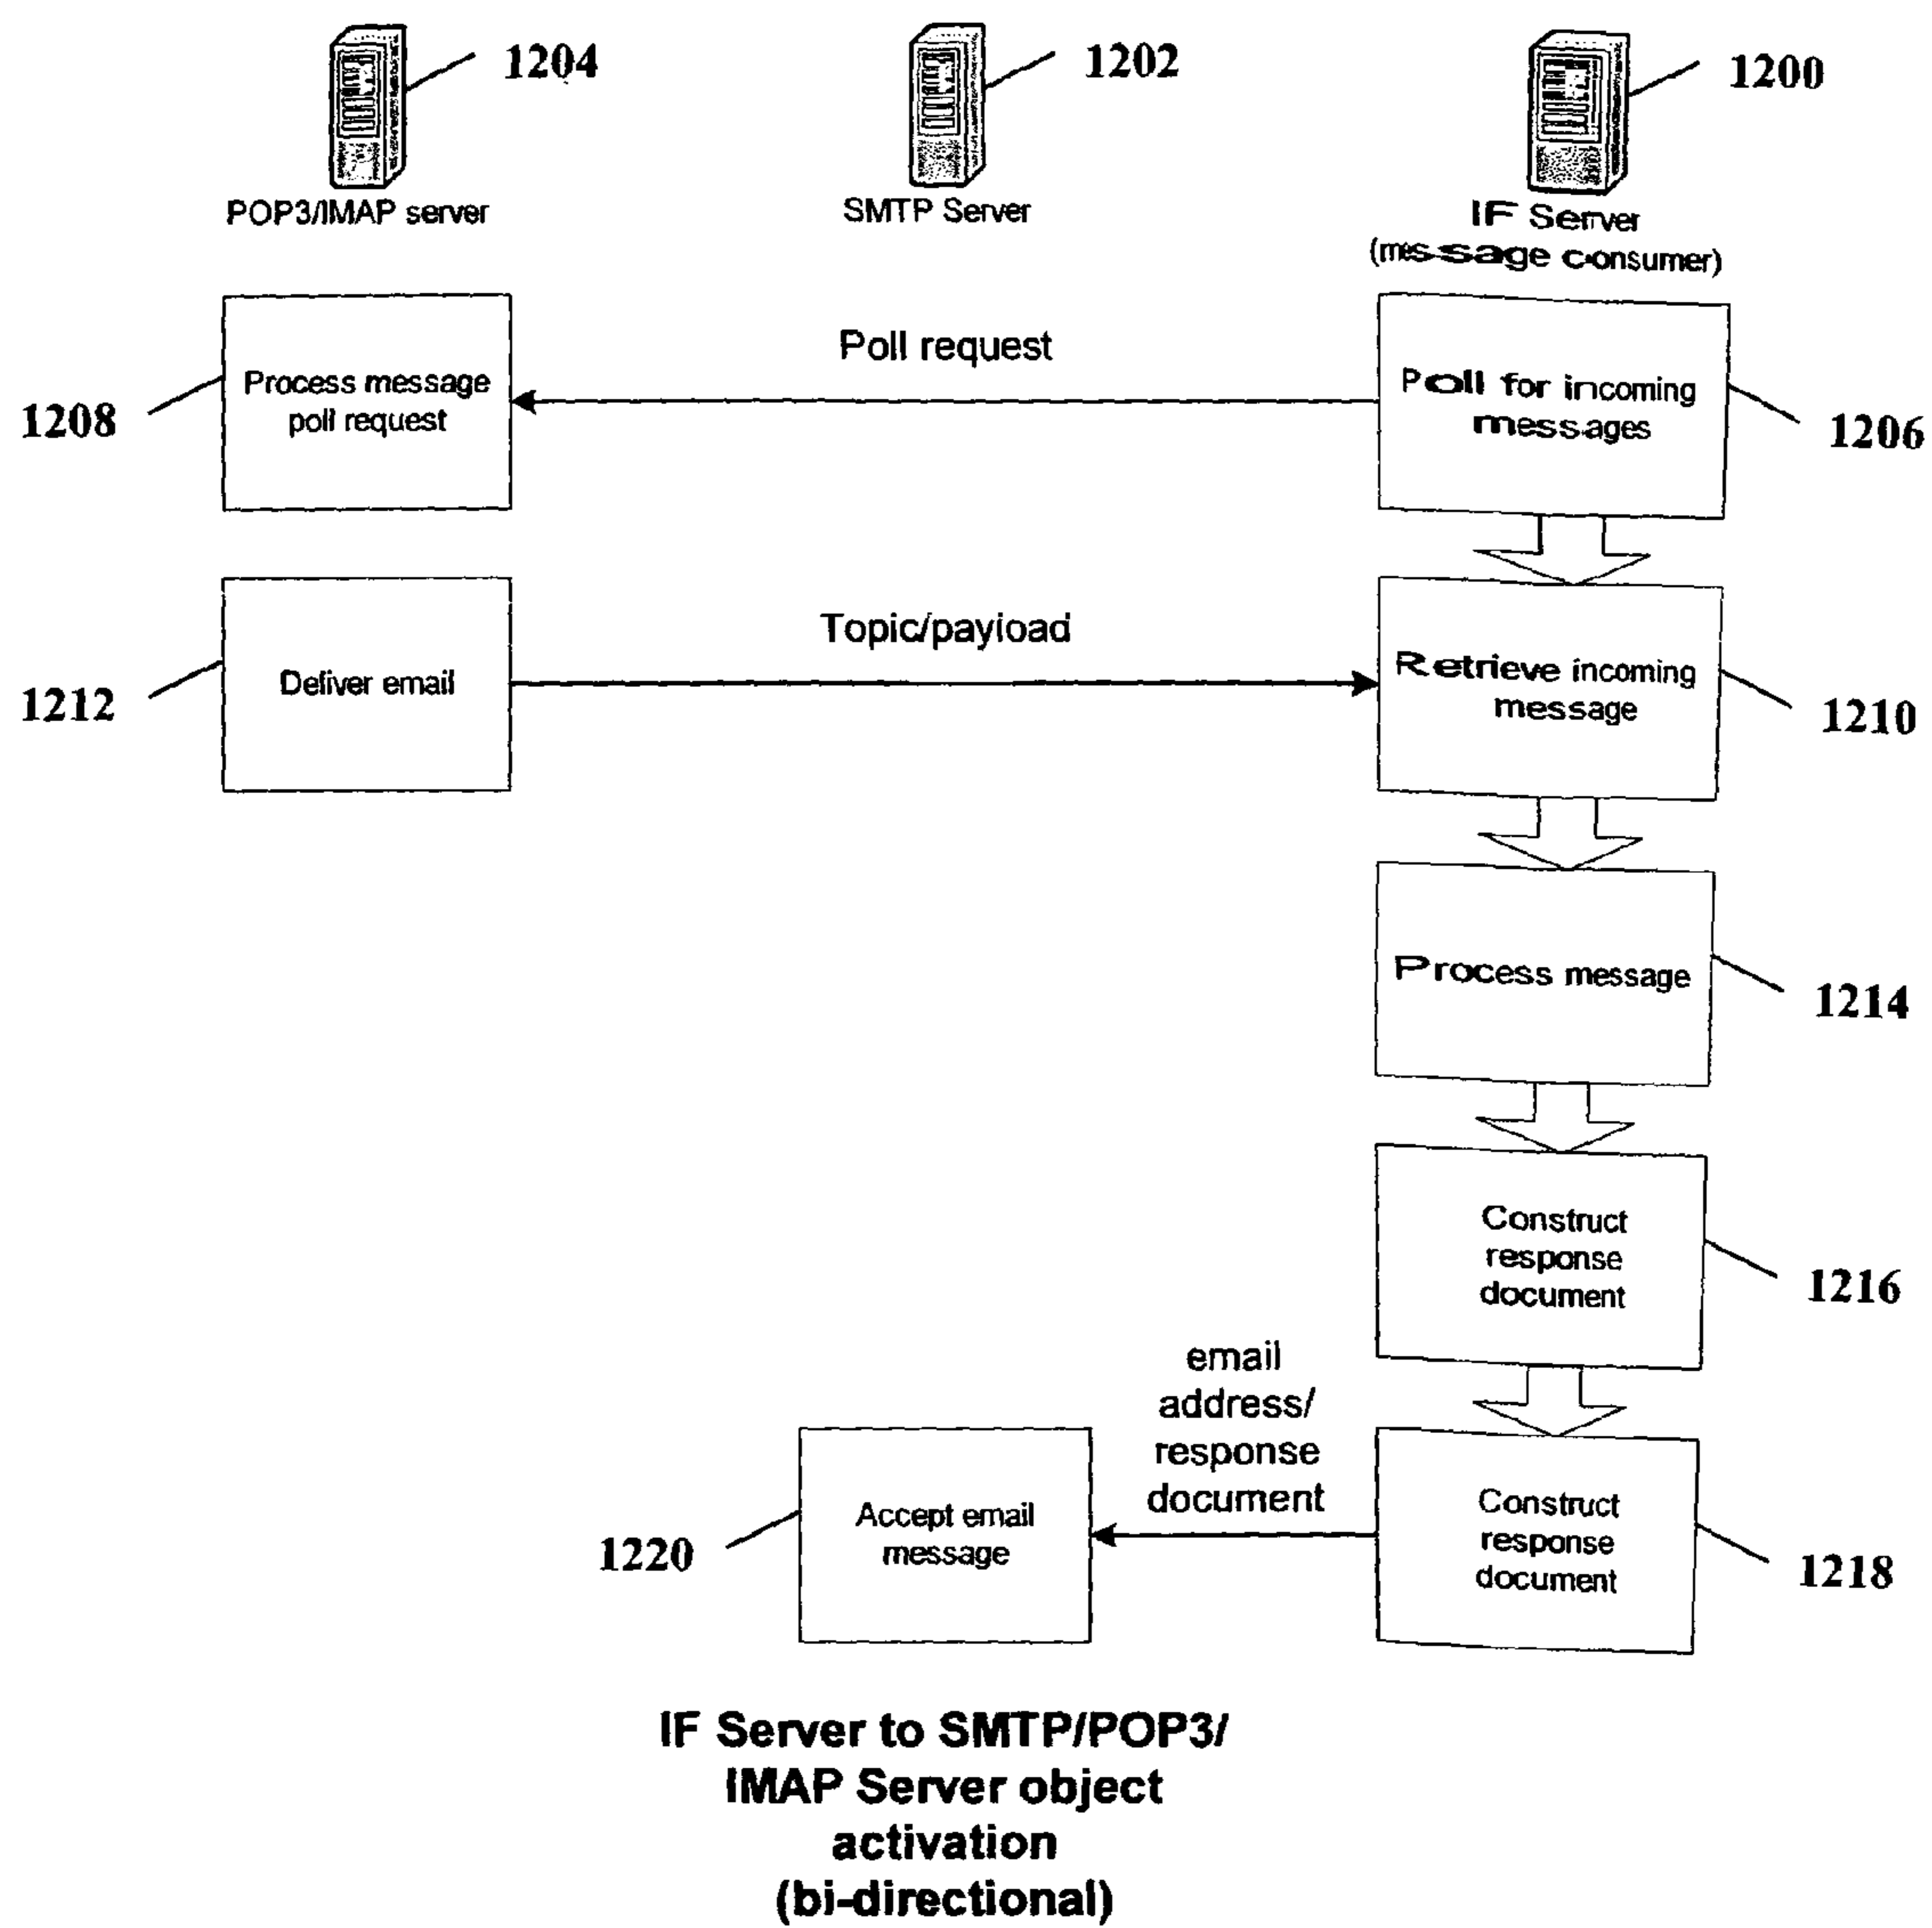 1204
1202
1200
POP3/IMAP server
SMTP Server
IF Server
(message consumer)
Poll request
Process message
poll request
1208
Poll for incoming
messages
1206
Topic/payload
Deliver email
1212
Retrieve incoming
message
1210
Process message
1214
Construct
response
document
1216
email
address/
response
document
Accept email
message
1220
Construct
response
document
1218
IF Server to SMTP/POP3/
IMAP Server object
activation
(bi-directional)